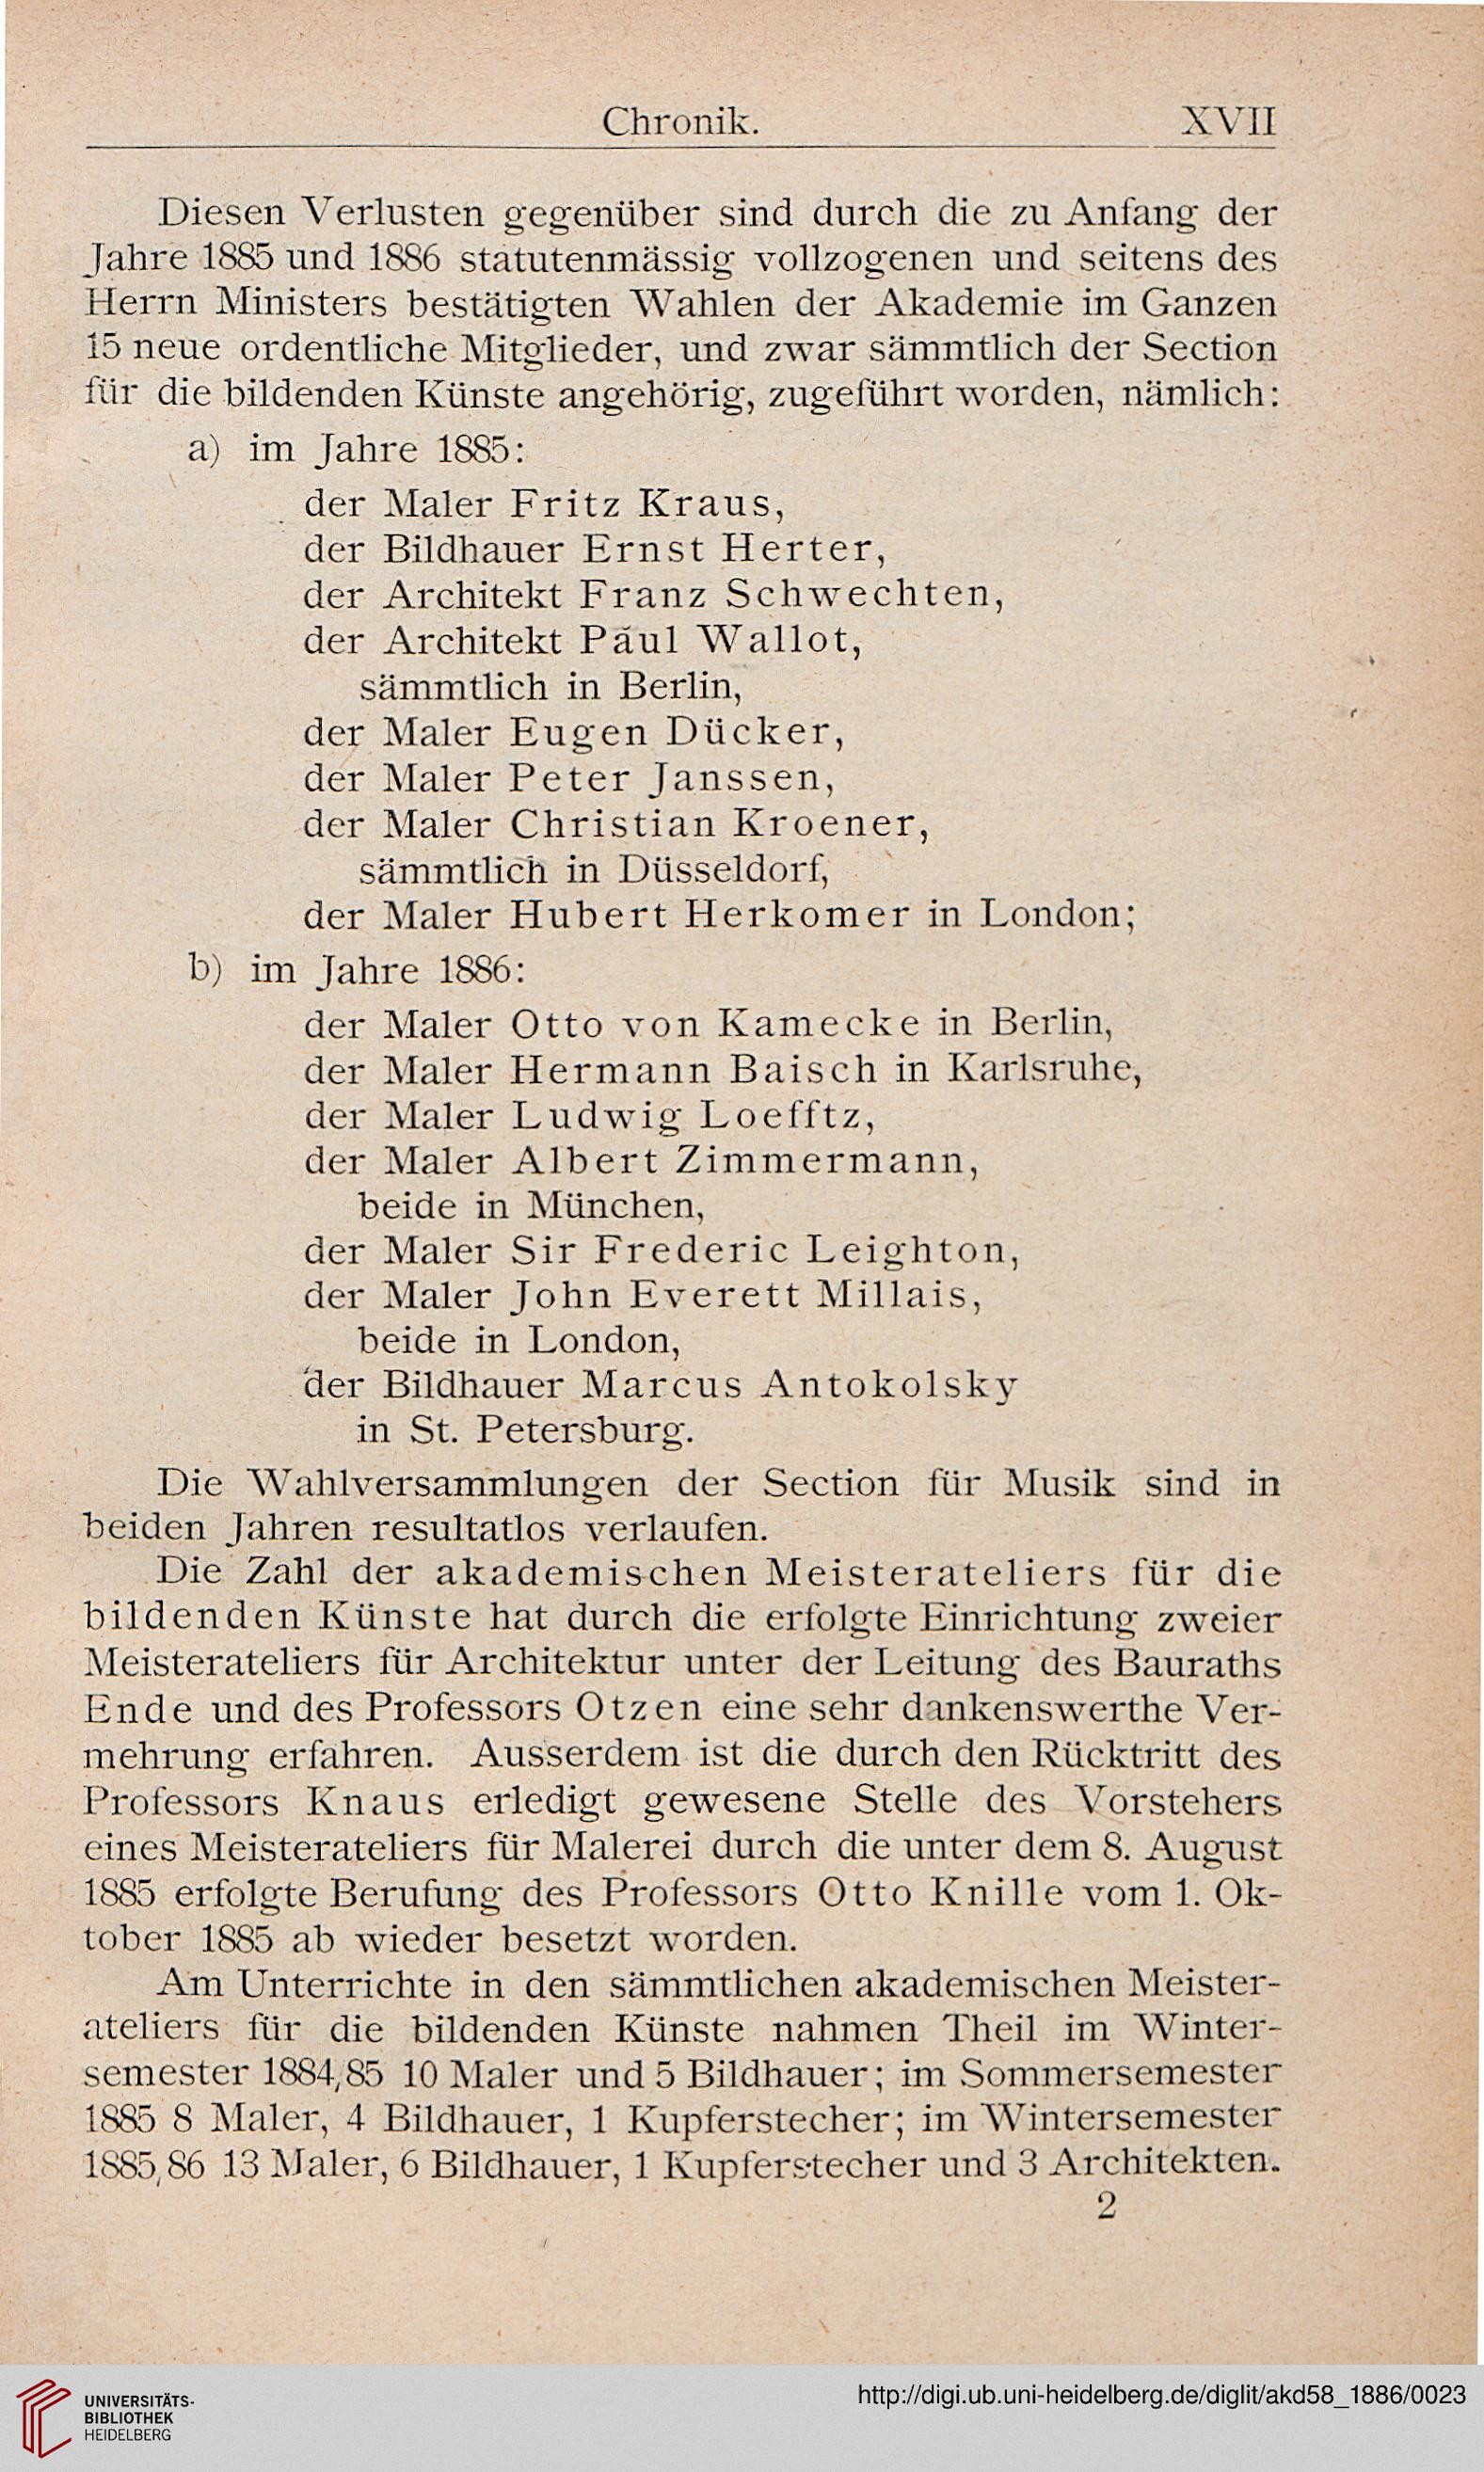 Chronik. XVII
Diesen Verlusten gegenüber sind durch die zu Anfang der
Jahre 1885 und 1886 statutenmässig vollzogenen und seitens des
Herrn Ministers bestätigten Wahlen der Akademie im Ganzen
15 neue ordentliche Mitglieder, und zwar sämmtlich der Section
für die bildenden Künste angehörig, zugeführt worden, nämlich:
a) im Jahre 1885:
der Maler Fritz Kraus,
der Bildhauer Ernst Herter,
der Architekt Franz Schwechten,
der Architekt Paul Wallot,
sämmtlich in Berlin,
der Maler Eugen Dücker,
der Maler Peter Janssen,
der Maler Christian Kroener,
sämmtlich in Düsseldorf,
der Maler Hubert Herkomer in London;
b) im Jahre 1886:
der Maler Otto von Kamecke in Berlin,
der Maler Hermann Baisch in Karlsruhe,
der Maler Ludwig Loefftz,
der Maler Albert Zimmermann,
beide in München,
der Maler Sir Frederic Leighton,
der Maler John Everett Millais,
beide in London,
der Bildhauer Marcus Antokolsky
in St. Petersburg.
Die Wahlversammlungen der Section für Musik sind in
beiden Jahren resultatlos verlaufen.
Die Zahl der akademischen Meisterateliers für die
bildenden Künste hat durch die erfolgte Einrichtung zweier
Meisterateliers für Architektur unter der Leitung des Bauraths
Ende und des Professors Otzen eine sehr dankenswerthe Ver-
mehrung erfahren. Ausserdem ist die durch den Rücktritt des
Professors Knaus erledigt gewesene Stelle des Vorstehers
eines Meisterateliers für Malerei durch die unter dem 8. August
1885 erfolgte Berufung des Professors Otto Knille vom 1. Ok-
tober 1885 ab wieder besetzt worden.
Am Unterrichte in den sämmtlichen akademischen Meister-
ateliers für die bildenden Künste nahmen Theil im Winter-
semester 1884/85 10 Maler und 5 Bildhauer; im Sommersemester
1885 8 Maler, 4 Bildhauer, 1 Kupferstecher; im Wintersemester
1885/86 13 Maler, 6 Bildhauer, 1 Kupferstecher und 3 Architekten.
2
UNIVERSITÄTS-
BIBLIOTHEK
HEIDELBERG
http://digi.ub.uni-heidelberg.de/diglit/akd58_1886/0023